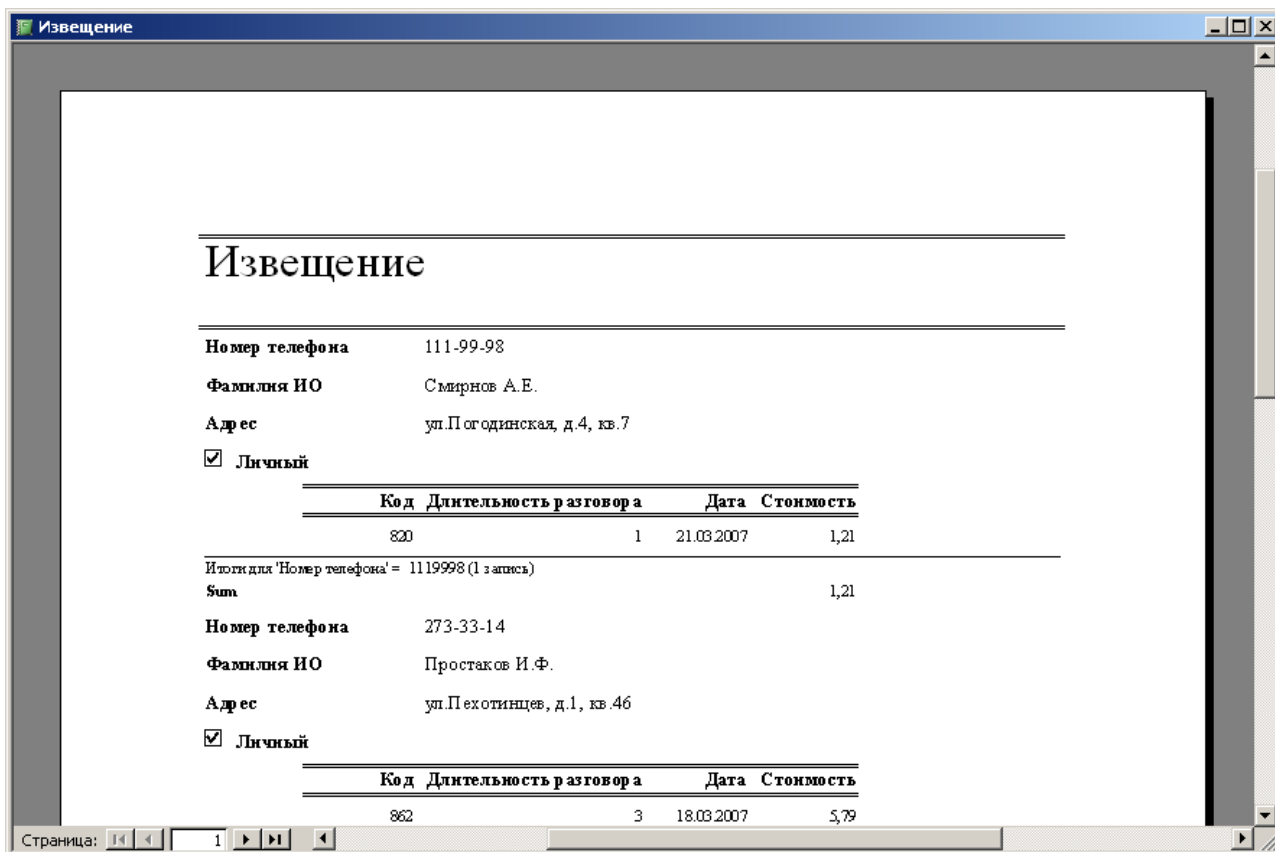 Извещение
Извещение
Номер телефона 111-99-98
Фамилия ИО Смирнов А.Е.
Адрес ул.Погодинская, д.4, кв.7
Личный
Код Длительность разговора Дата Стоимость
820 1 21.03.2007 1,21
Итоги для 'Номер телефона' = 1119998 (1 запись)
Sum 1,21
Номер телефона 273-33-14
Фамилия ИО Простаков И.Ф.
Адрес ул.Пехотинцев, д.1, кв.46
Личный
Код Длительность разговора Дата Стоимость
862 3 18.03.2007 5,79
Страница: 1